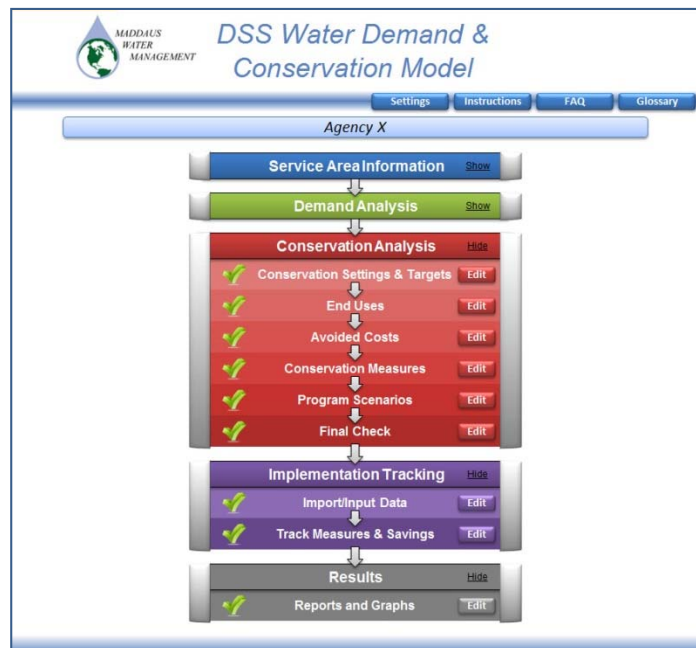 MADDAUS
WATER
MANAGEMENT
DSS Water Demand &
Conservation Model
Settings Instructions FAQ Glossary
Agency X
Service Area Information Show
Demand Analysis Show
Conservation Analysis Hide
Conservation Settings & Targets Edit
End Uses Edit
Avoided Costs Edit
Conservation Measures Edit
Program Scenarios Edit
Final Check Edit
Implementation Tracking Hide
Import/Input Data Edit
Track Measures & Savings Edit
Results Hide
Reports and Graphs Edit